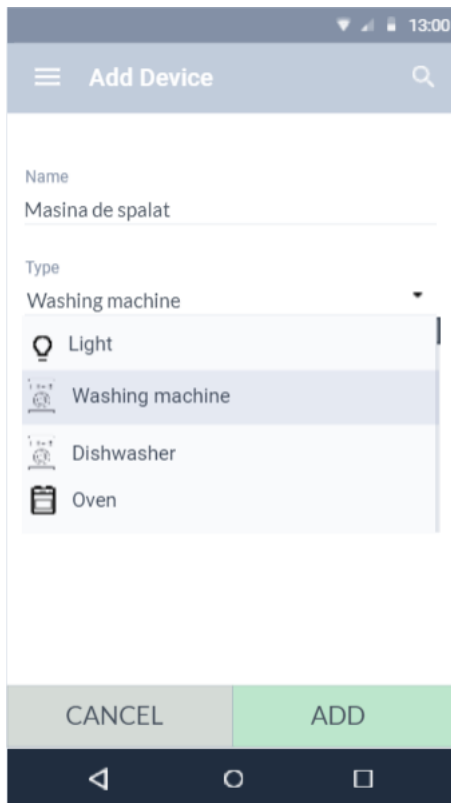 13:00
Add Device
Name
Masina de spalat
Type
Washing machine
Light
Washing machine
Dishwasher
Oven
CANCEL ADD